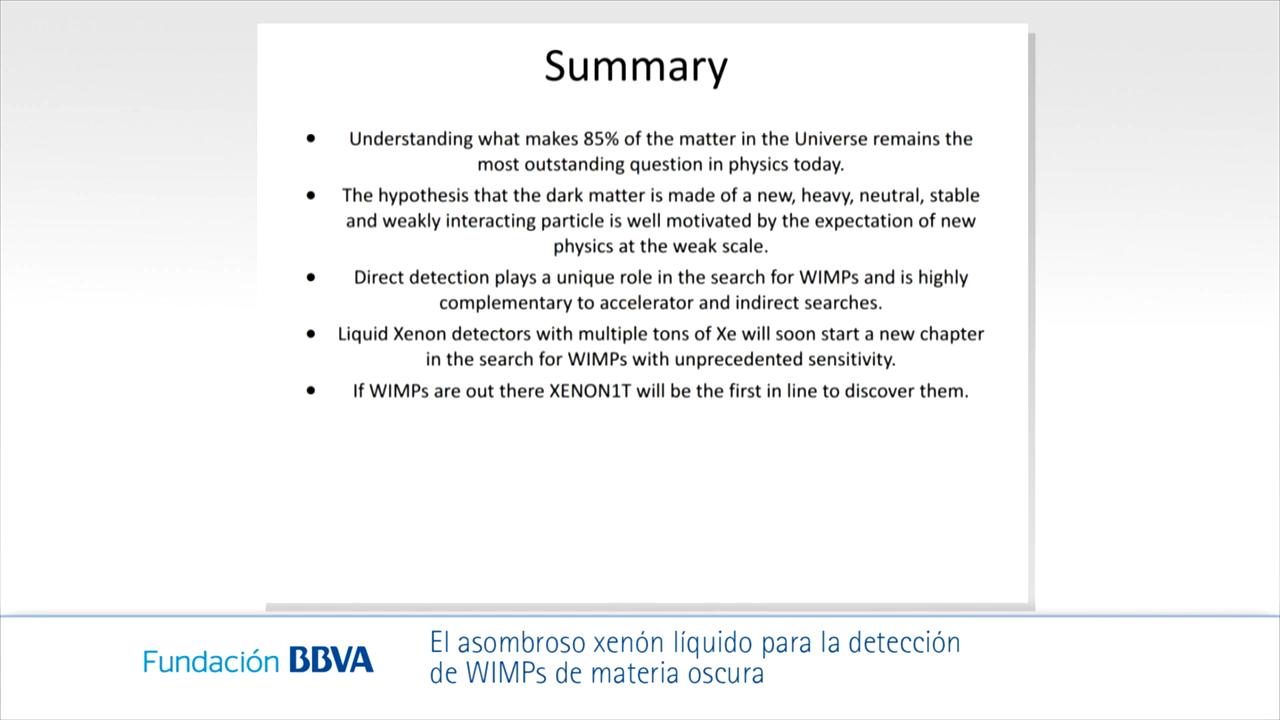 Summary
• Understanding what makes 85% of the matter in the Universe remains the
most outstanding question in physics today.
• The hypothesis that the dark matter is made of a new, heavy, neutral, stable
and weakly interacting particle is well motivated by the expectation of new
physics at the weak scale.
• Direct detection plays a unique role in the search for WIMPs and is highly
complementary to accelerator and indirect searches.
• Liquid Xenon detectors with multiple tons of Xe will soon start a new chapter
in the search for WIMPs with unprecedented sensitivity.
• If WIMPs are out there XENON1T will be the first in line to discover them.
Fundación BBVA
El asombroso xenón líquido para la detección
de WIMPs de materia oscura